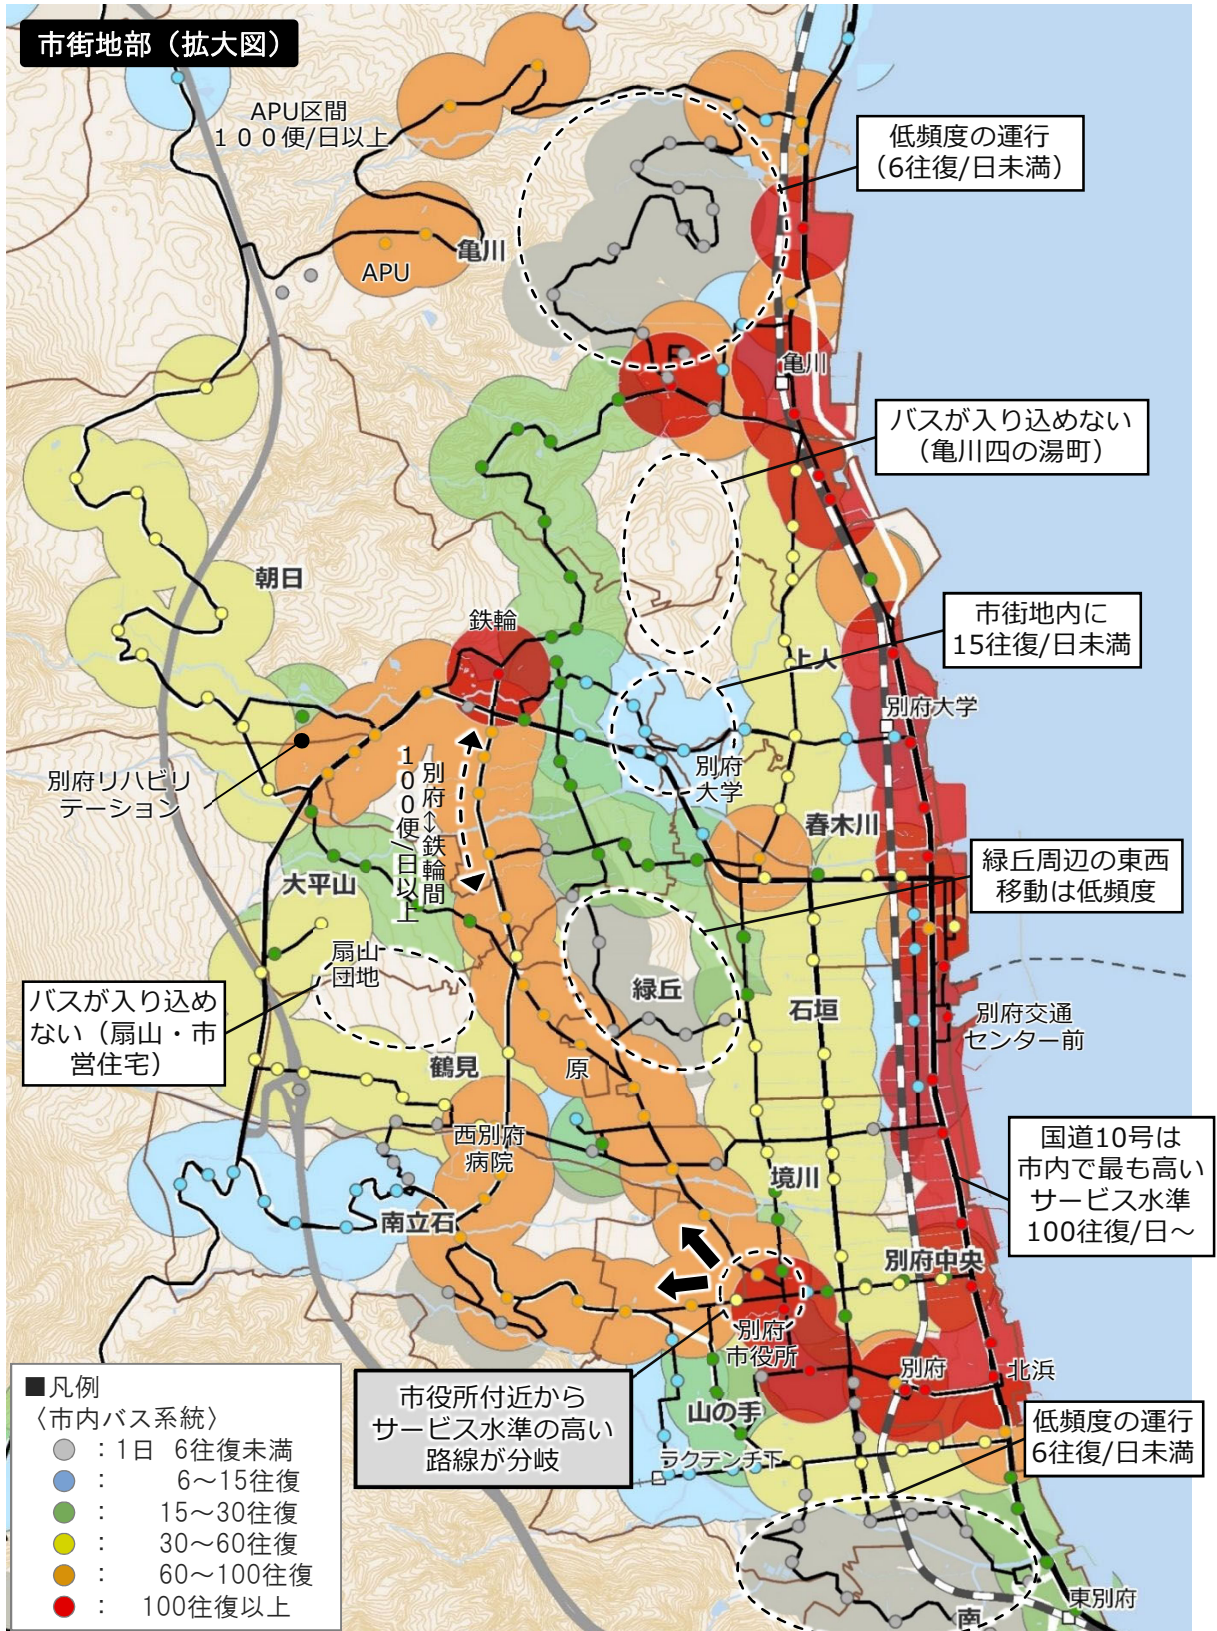 市街地部（拡大図）
APU区間
１００便/日以上
低頻度の運行
（6往復/日未満）
亀川
APU
亀川
バスが入り込めない
（亀川四の湯町）
朝日
鉄輪
市街地内に
15往復/日未満
上人
別府大学
別府リハビリ
テーション
別府↔鉄輪間
１００便/日以上
別府
大学
春木川
緑丘周辺の東西
移動は低頻度
大平山
扇山
団地
緑丘
石垣
別府交通
センター前
バスが入り込め
ない（扇山・市
営住宅）
鶴見
原
西別府
病院
境川
国道10号は
市内で最も高い
サービス水準
100往復/日～
南立石
別府中央
別府
市役所
別府
北浜
市役所付近から
サービス水準の高い
路線が分岐
山の手
ラクテンチ下
低頻度の運行
6往復/日未満
東別府
南
■凡例
〈市内バス系統〉
：1日 6往復未満
： 6～15往復
： 15～30往復
： 30～60往復
： 60～100往復
： 100往復以上